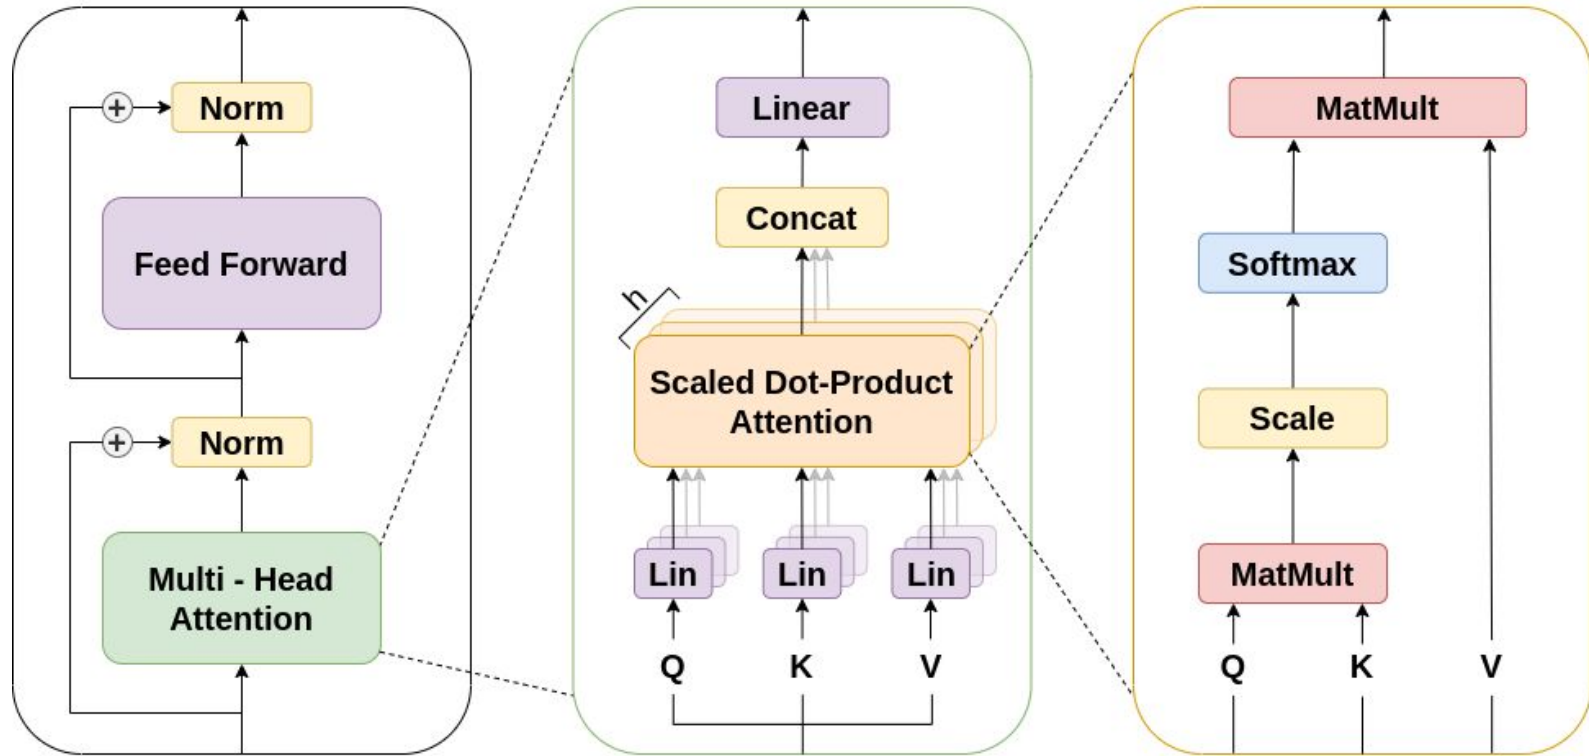 +
Norm
Feed Forward
+
Norm
Multi - Head
Attention
Linear
Concat
h
Scaled Dot-Product
Attention
Lin
Lin
Lin
Q
K
V
MatMult
Softmax
Scale
MatMult
Q
K
V